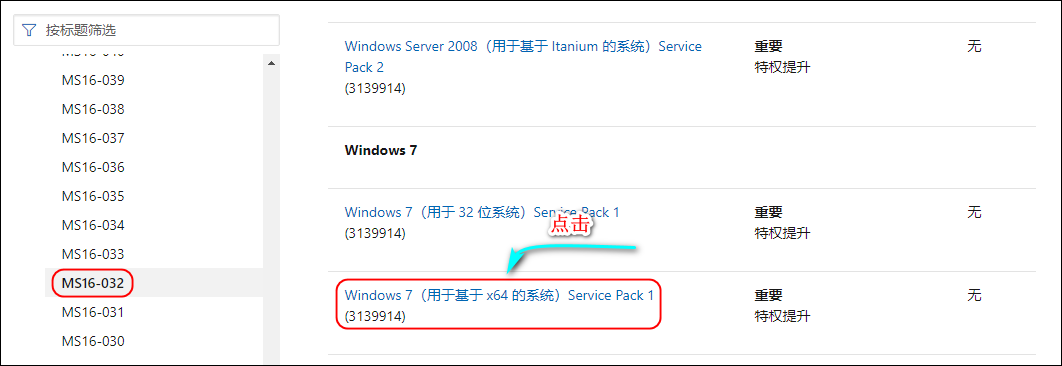 按标题筛选
MS16-039
MS16-038
MS16-037
MS16-036
MS16-035
MS16-034
MS16-033
MS16-032
MS16-031
MS16-030
Windows Server 2008（用于基于 Itanium 的系统）Service
Pack 2
(3139914)
重要
特权提升
无
Windows 7
Windows 7（用于 32 位系统）Service Pack 1
(3139914)
重要
特权提升
无
点击
Windows 7（用于基于 x64 的系统）Service Pack 1
(3139914)
重要
特权提升
无